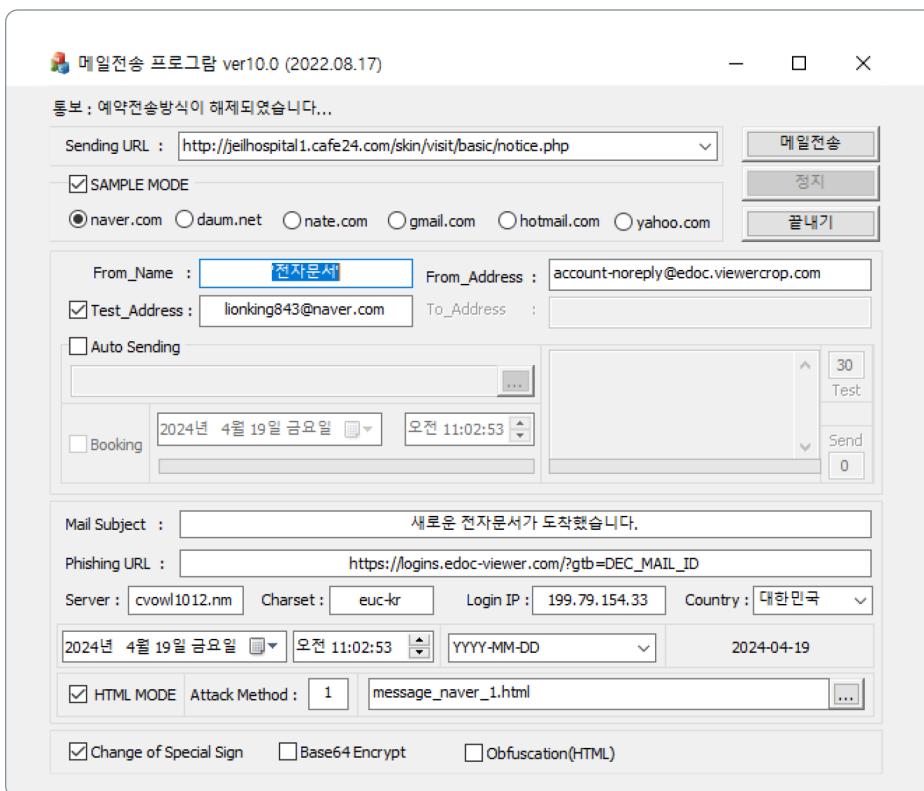 메일전송 프로그람 ver10.0 (2022.08.17)
통보 : 예약전송방식이 해제되였습니다...
Sending URL : http://jeilhospital1.cafe24.com/skin/visit/basic/notice.php 메일전송
SAMPLE MODE 정지
naver.com daum.net nate.com gmail.com hotmail.com yahoo.com 끝내기
From_Name : '전자문서' From_Address : account-noreply@edoc.viewercrop.com
Test_Address : lionking843@naver.com To_Address :
Auto Sending
... 30
Test
Booking 2024년 4월 19일 금요일 오전 11:02:53 Send
0
Mail Subject : 새로운 전자문서가 도착했습니다.
Phishing URL : https://logins.edoc-viewer.com/?gtb=DEC_MAIL_ID
Server : cvowl1012.nm Charset : euc-kr Login IP : 199.79.154.33 Country : 대한민국
2024년 4월 19일 금요일 오전 11:02:53 YYYY-MM-DD 2024-04-19
HTML MODE Attack Method : 1 message_naver_1.html ...
Change of Special Sign Base64 Encrypt Obfuscation(HTML)